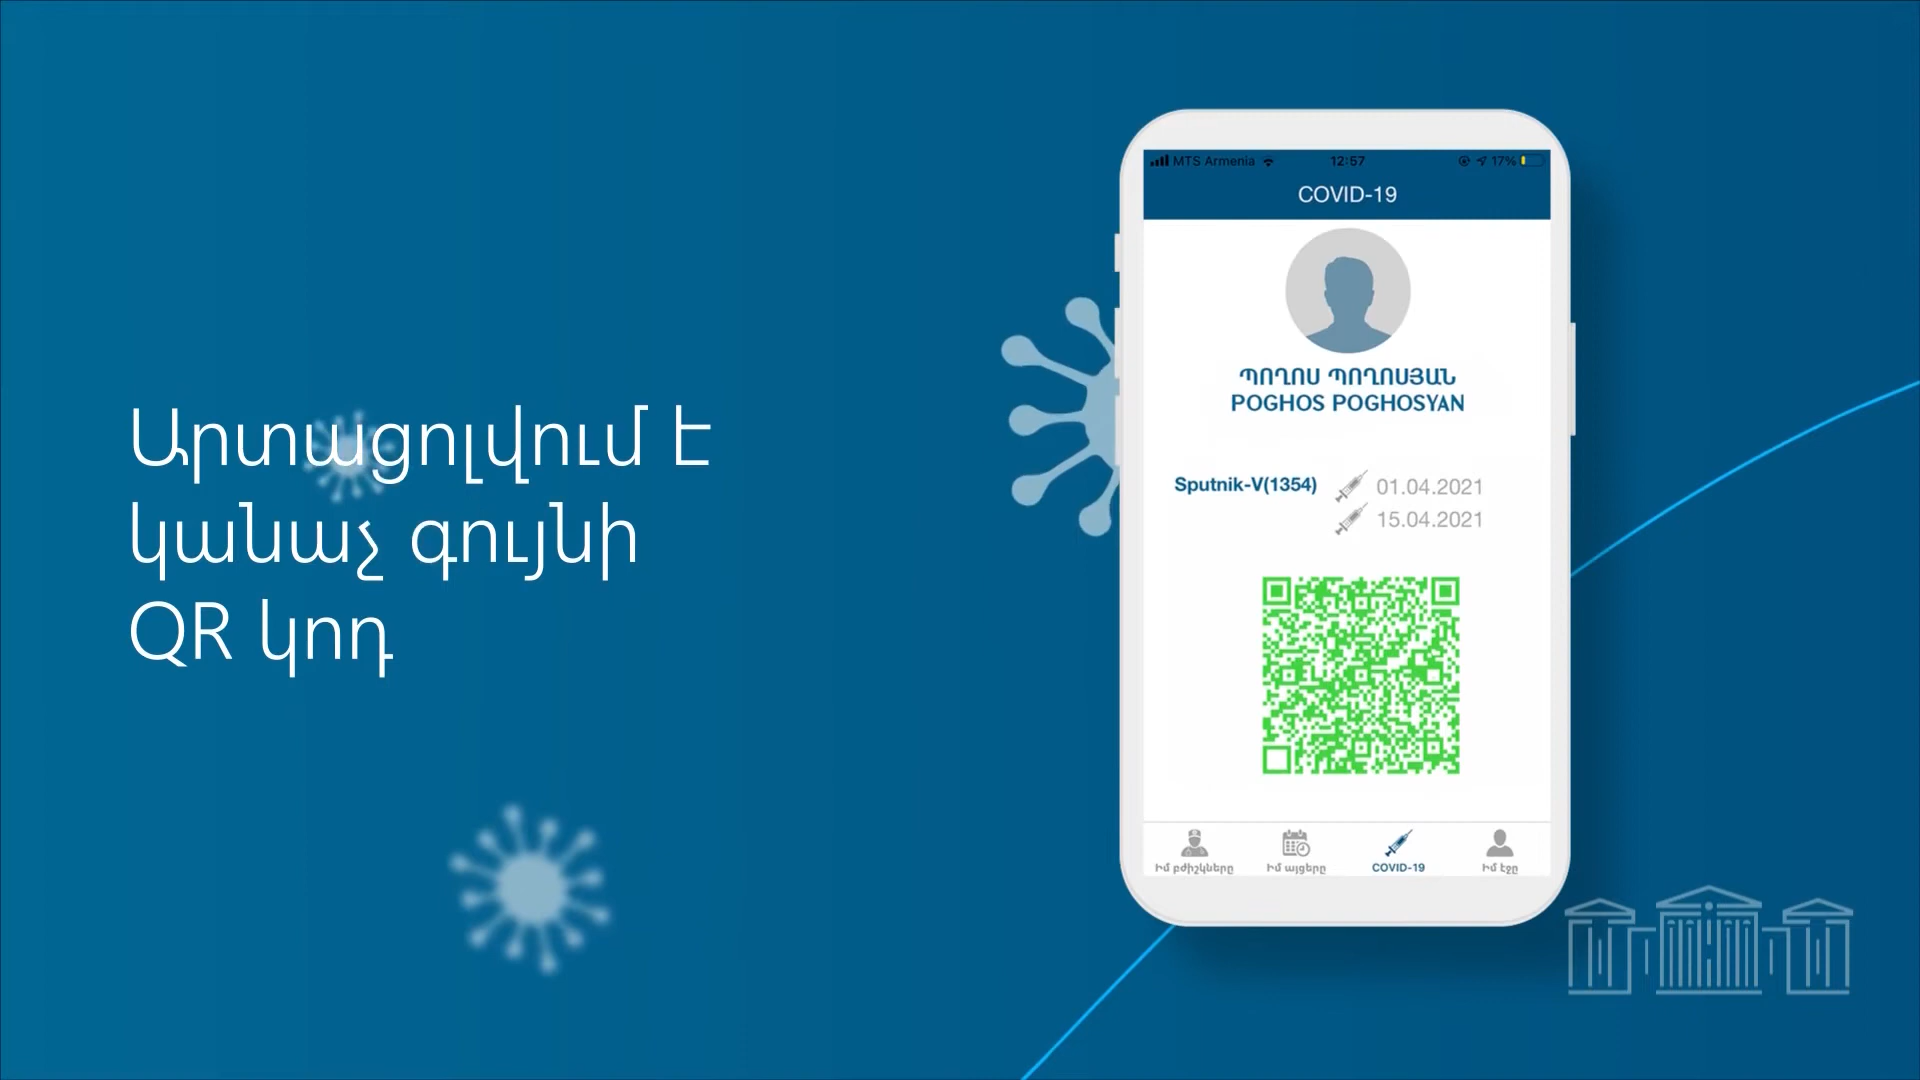 Արտացոլվում է
կանաչ գույնի
QR կոդ
MTS Armenia 12:57 17%
COVID-19
ՊՈՂՈՍ ՊՈՂՈՍՅԱՆ
POGHOS POGHOSYAN
Sputnik-V(1354) 01.04.2021
15.04.2021
Իմ բժիշկները Իմ այցերը COVID-19 Իմ էջը